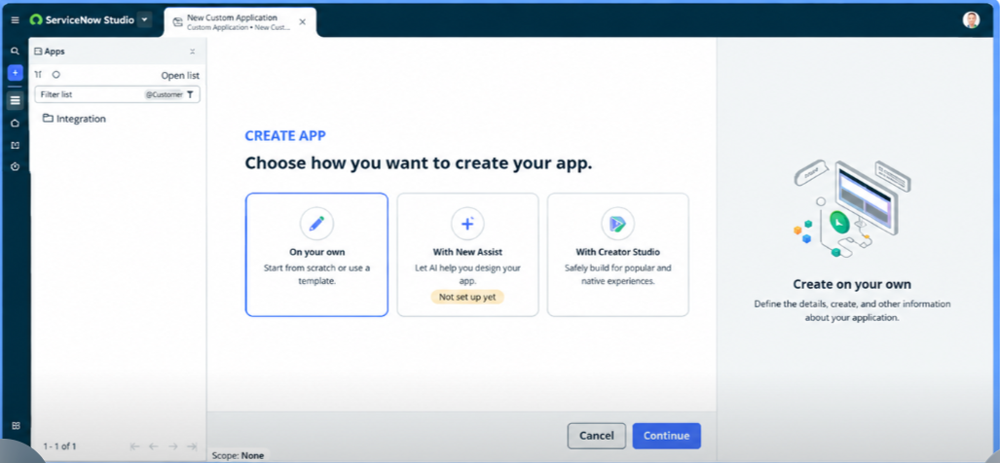 ServiceNow Studio
New Custom Application
Custom Application • New Cust...
Apps
Open list
Filter list
@Customer
Integration
CREATE APP
Choose how you want to create your app.
On your own
Start from scratch or use a
template.
With New Assist
Let AI help you design your
app.
Not set up yet
With Creator Studio
Safely build for popular and
native experiences.
Create on your own
Define the details, create, and other information
about your application.
Cancel
Continue
1 - 1 of 1
Scope: None